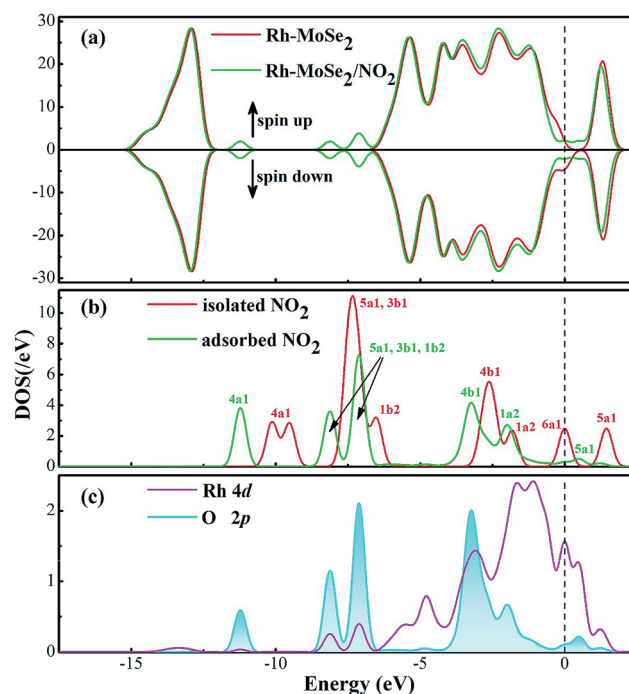 (a)
Rh-MoSe2
Rh-MoSe2/NO2
spin up
spin down
30
20
10
0
10
20
30
(b)
isolated NO2
adsorbed NO2
5a1, 3b1
5a1, 3b1, 1b2
4a1
4a1
1b2
4b1
4b1
1a2
1a2
6a1
5a1
5a1
10
8
6
4
2
0
DOS(/eV)
(c)
Rh 4d
O 2p
2
1
0
-15 -10 -5 0
Energy (eV)